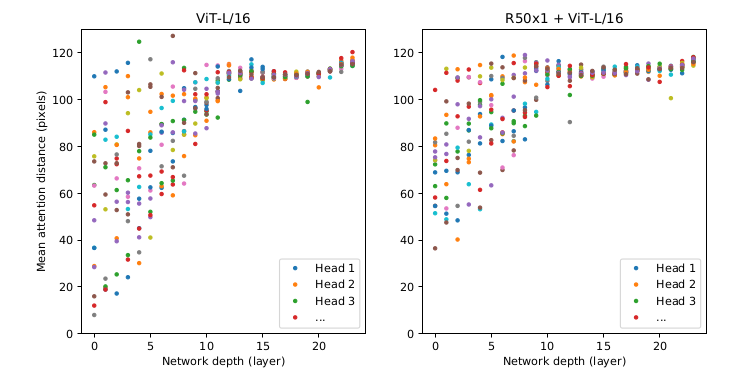 ViT-L/16
Mean attention distance (pixels)
120
100
80
60
40
20
0
0 5 10 15 20
Network depth (layer)
Head 1
Head 2
Head 3
...
R50x1 + ViT-L/16
120
100
80
60
40
20
0
0 5 10 15 20
Network depth (layer)
Head 1
Head 2
Head 3
...